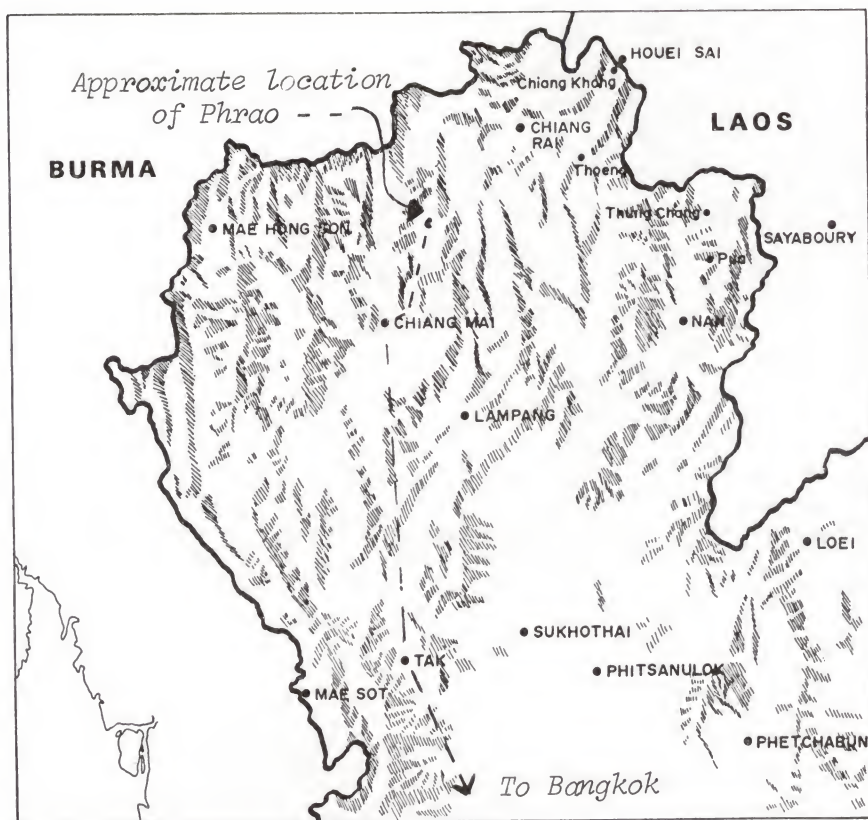 HOUEI SAI
Approximate location
of Phrao - -
Chiang Khong
CHIANG
RAI
LAOS
BURMA
Thoeng
Thung Chang
MAE HONG SON
SAYABOURY
Pua
CHIANG MAI
NAN
LAMPANG
LOEI
SUKHOTHAI
TAK
PHITSANULOK
MAE SOT
PHETCHABUN
To Bangkok